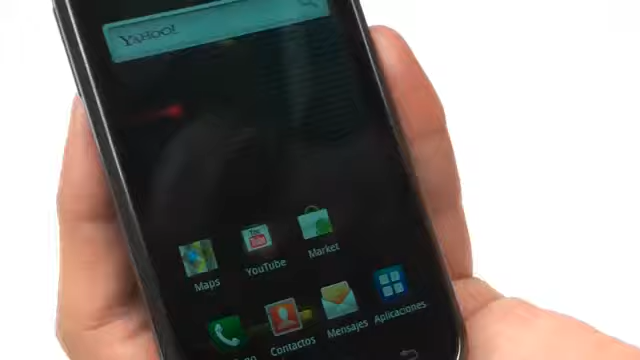 YAHOO!
Maps
YouTube
Market
Contactos
Mensajes
Aplicaciones